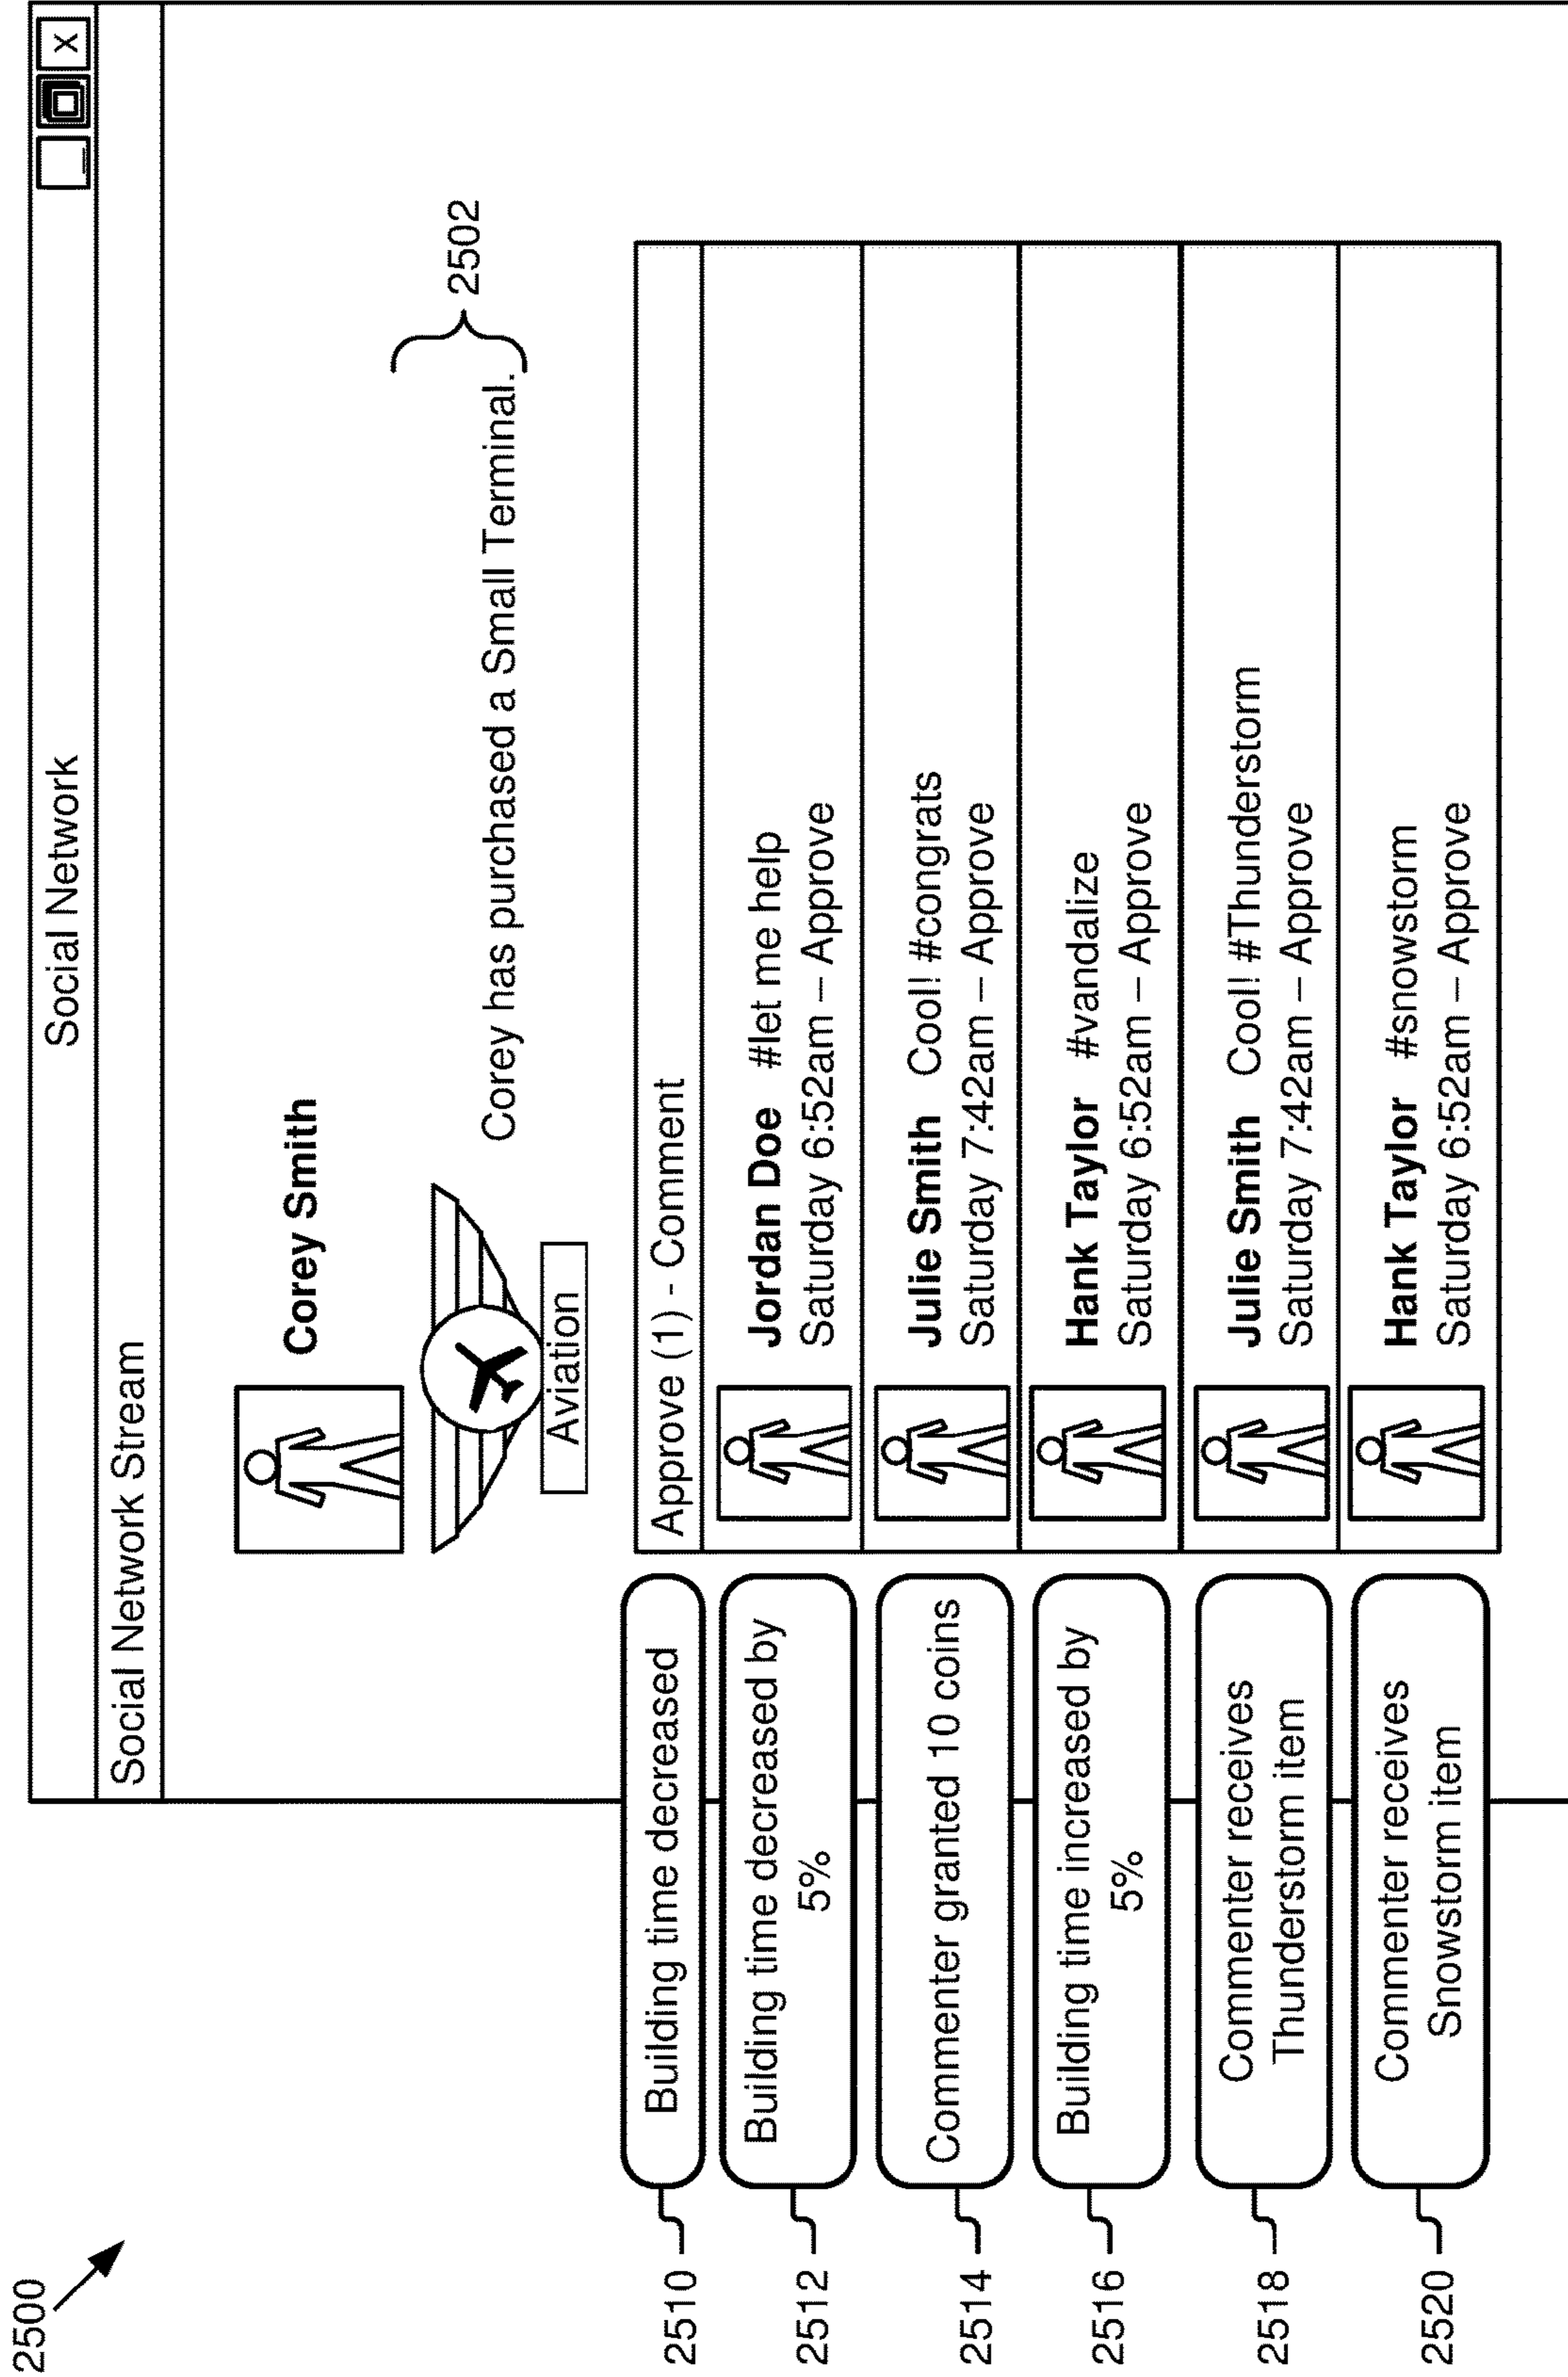 2500
Social Network
_
X
Social Network Stream
Corey Smith
Aviation
Corey has purchased a Small Terminal.
2502
2510
Building time decreased
Approve (1) - Comment
2512
Building time decreased by
5%
Jordan Doe #let me help
Saturday 6:52am – Approve
2514
Commenter granted 10 coins
Julie Smith Cool! #congrats
Saturday 7:42am – Approve
2516
Building time increased by
5%
Hank Taylor #vandalize
Saturday 6:52am – Approve
2518
Commenter receives
Thunderstorm item
Julie Smith Cool! #Thunderstorm
Saturday 7:42am – Approve
2520
Commenter receives
Snowstorm item
Hank Taylor #snowstorm
Saturday 6:52am – Approve